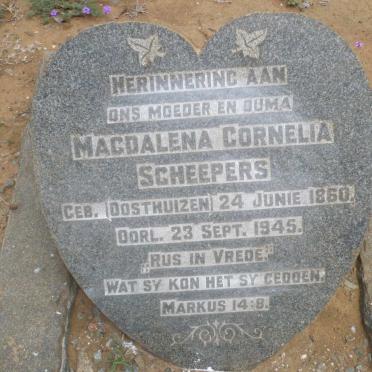 HERINNERING AAN
ONS MOEDER EN OUMA
MAGDALENA CORNELIA
SCHEEPERS
GEB. (OOSTHUIZEN) 24 JUNIE 1860.
OORL. 23 SEPT. 1945.
„RUS IN VREDE"
WAT SY KON HET SY GEDOEN.
MARKUS 14:8.